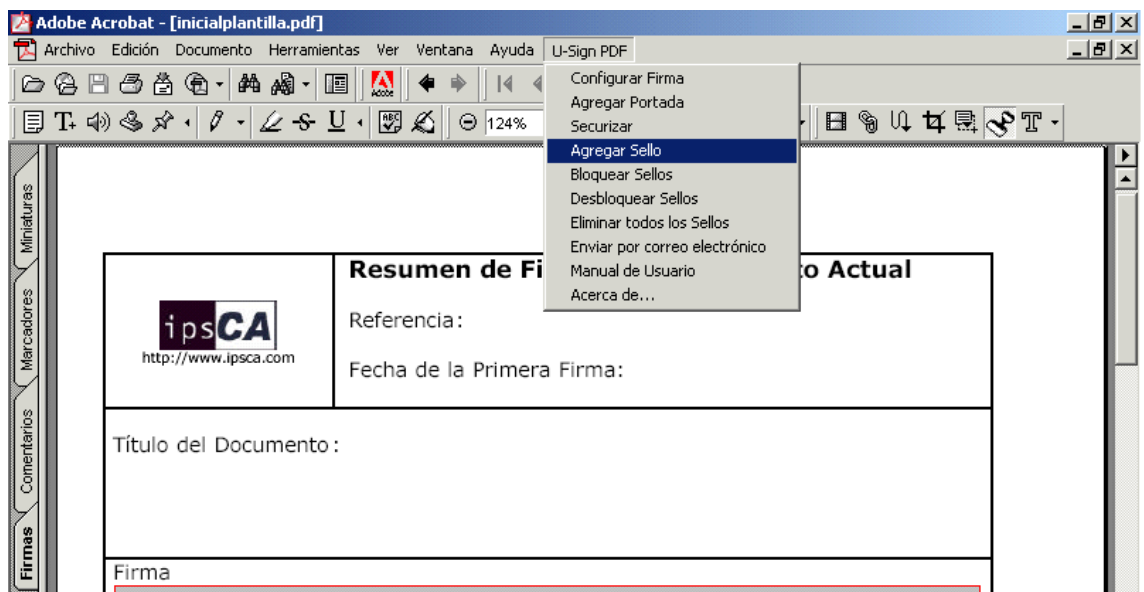 Adobe Acrobat - [inicialplantilla.pdf]
Archivo Edición Documento Herramientas Ver Ventana Ayuda U-Sign PDF
Configurar Firma
Agregar Portada
124%
Securizar
Agregar Sello
Bloquear Sellos
Desbloquear Sellos
Eliminar todos los Sellos
Enviar por correo electrónico
Manual de Usuario
Acerca de...
Miniaturas
Marcadores
Comentarios
Firmas
Resumen de Fi o Actual
ipsCA
http://www.ipsca.com
Referencia:
Fecha de la Primera Firma:
Título del Documento:
Firma